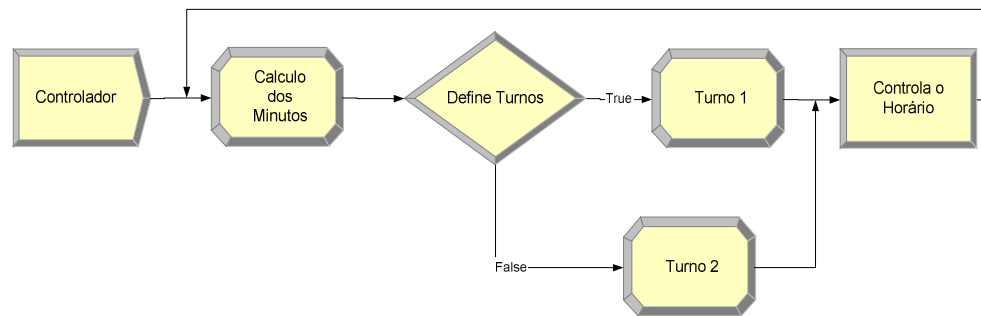 Controlador
Calculo
dos
Minutos
Define Turnos
True
Turno 1
Controla o
Horário
False
Turno 2